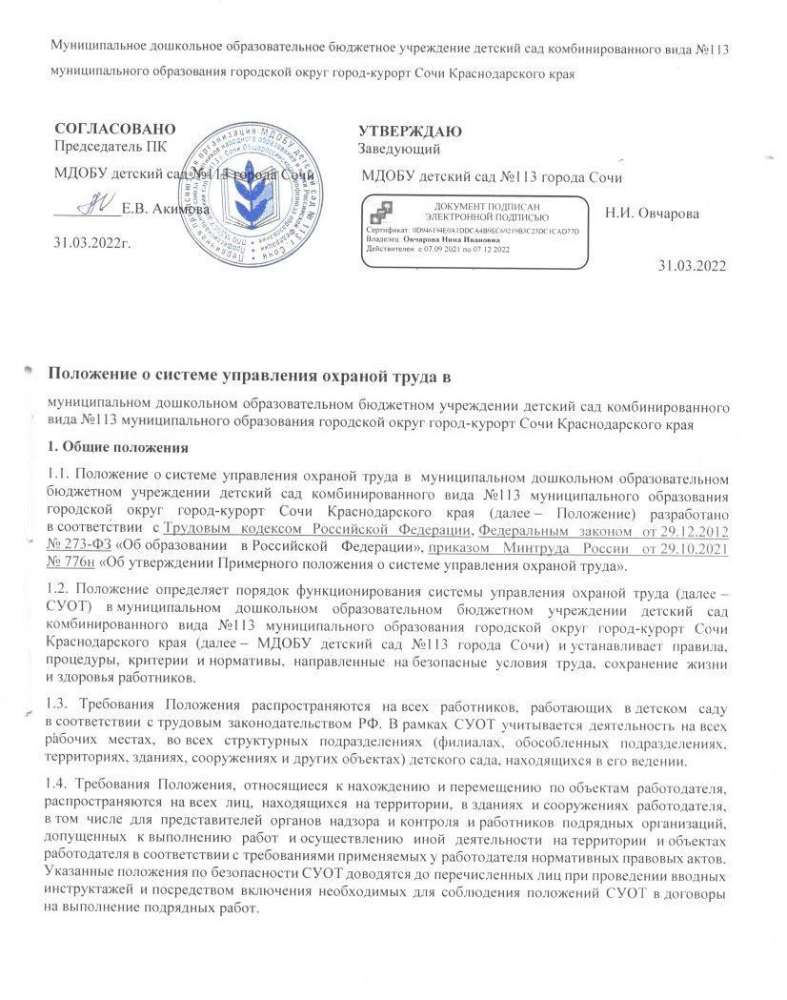 Муниципальное дошкольное образовательное бюджетное учреждение детский сад комбинированного вида №113
муниципального образования городской округ город-курорт Сочи Краснодарского края
СОГЛАСОВАНО
Председатель ПК
МДОБУ детский сад №113 города Сочи
Е.В. Акимова
31.03.2022г.
УТВЕРЖДАЮ
Заведующий
МДОБУ детский сад №113 города Сочи
ДОКУМЕНТ ПОДПИСАН
ЭЛЕКТРОННОЙ ПОДПИСЬЮ
Сертификат: 0D946194E0A1DDCA4B9EC69219B3C23DC1CAD77D
Владелец: Овчарова Нина Ивановна
Действителен с 07.09 2021 по 07 12 2022
Н.И. Овчарова
31.03.2022
Положение о системе управления охраной труда в
муниципальном дошкольном образовательном бюджетном учреждении детский сад комбинированного
вида №113 муниципального образования городской округ город-курорт Сочи Краснодарского края
1. Общие положения
1.1. Положение о системе управления охраной труда в муниципальном дошкольном образовательном
бюджетном учреждении детский сад комбинированного вида №113 муниципального образования
городской округ город-курорт Сочи Краснодарского края (далее – Положение) разработано
в соответствии с Трудовым кодексом Российской Федерации, Федеральным законом от 29.12.2012
№ 273-ФЗ «Об образовании в Российской Федерации», приказом Минтруда России от 29.10.2021
№ 776н «Об утверждении Примерного положения о системе управления охраной труда».
1.2. Положение определяет порядок функционирования системы управления охраной труда (далее –
СУОТ) в муниципальном дошкольном образовательном бюджетном учреждении детский сад
комбинированного вида №113 муниципального образования городской округ город-курорт Сочи
Краснодарского края (далее – МДОБУ детский сад №113 города Сочи) и устанавливает правила,
процедуры, критерии и нормативы, направленные на безопасные условия труда, сохранение жизни
и здоровья работников.
1.3. Требования Положения распространяются на всех работников, работающих в детском саду
в соответствии с трудовым законодательством РФ. В рамках СУОТ учитывается деятельность на всех
рабочих местах, во всех структурных подразделениях (филиалах, обособленных подразделениях,
территориях, зданиях, сооружениях и других объектах) детского сада, находящихся в его ведении.
1.4. Требования Положения, относящиеся к нахождению и перемещению по объектам работодателя,
распространяются на всех лиц, находящихся на территории, в зданиях и сооружениях работодателя,
в том числе для представителей органов надзора и контроля и работников подрядных организаций,
допущенных к выполнению работ и осуществлению иной деятельности на территории и объектах
работодателя в соответствии с требованиями применяемых у работодателя нормативных правовых актов.
Указанные положения по безопасности СУОТ доводятся до перечисленных лиц при проведении вводных
инструктажей и посредством включения необходимых для соблюдения положений СУОТ в договоры
на выполнение подрядных работ.